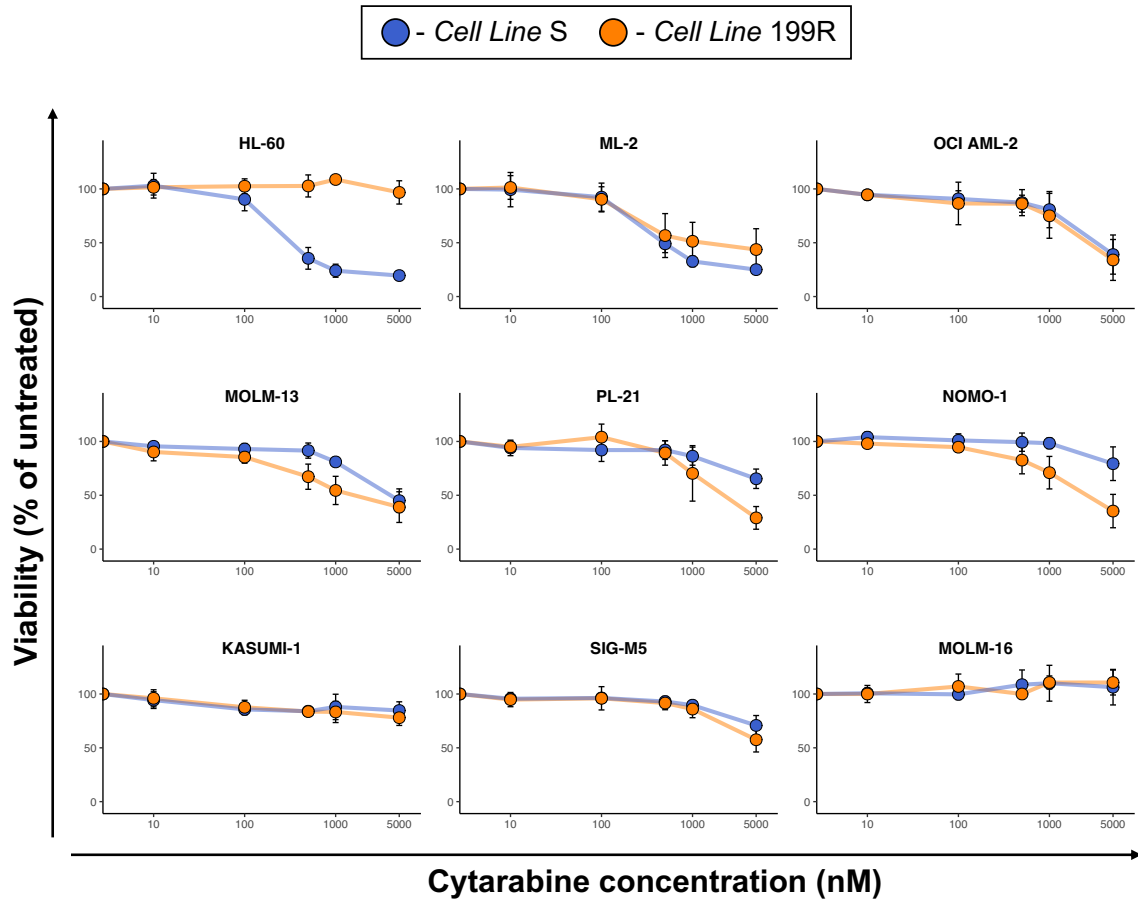 - Cell Line S - Cell Line 199R
Viability (% of untreated)
HL-60
100
50
0
10 100 1000 5000
ML-2
100
50
0
10 100 1000 5000
OCI AML-2
100
50
0
10 100 1000 5000
MOLM-13
100
50
0
10 100 1000 5000
PL-21
100
50
0
10 100 1000 5000
NOMO-1
100
50
0
10 100 1000 5000
KASUMI-1
100
50
0
10 100 1000 5000
SIG-M5
100
50
0
10 100 1000 5000
MOLM-16
100
50
0
10 100 1000 5000
Cytarabine concentration (nM)